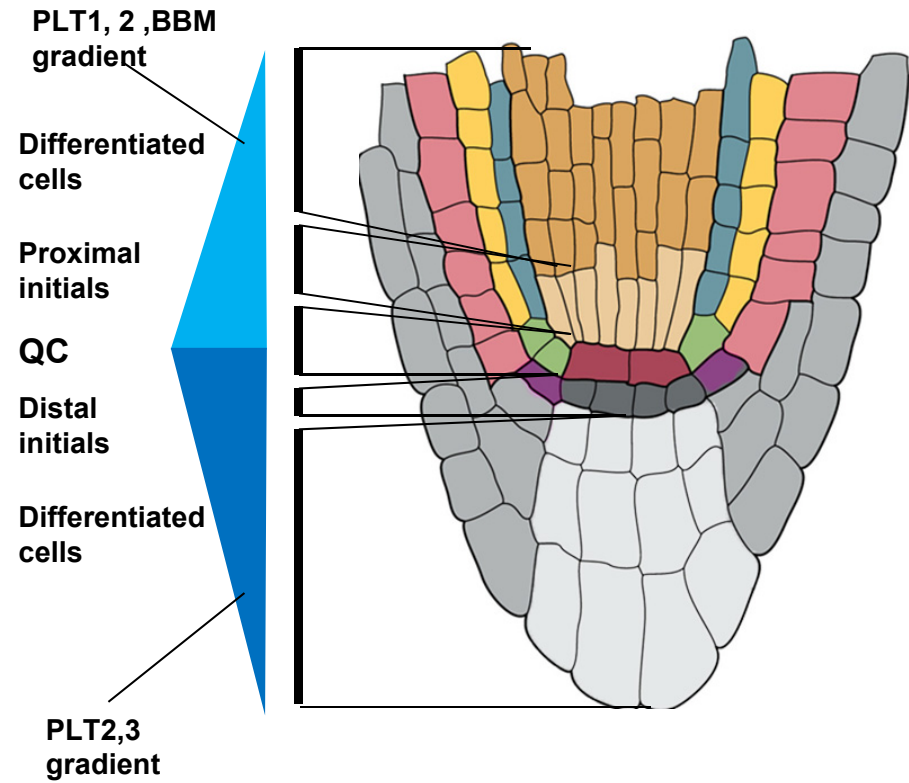 PLT1, 2 ,BBM
gradient
Differentiated
cells
Proximal
initials
QC
Distal
initials
Differentiated
cells
PLT2,3
gradient